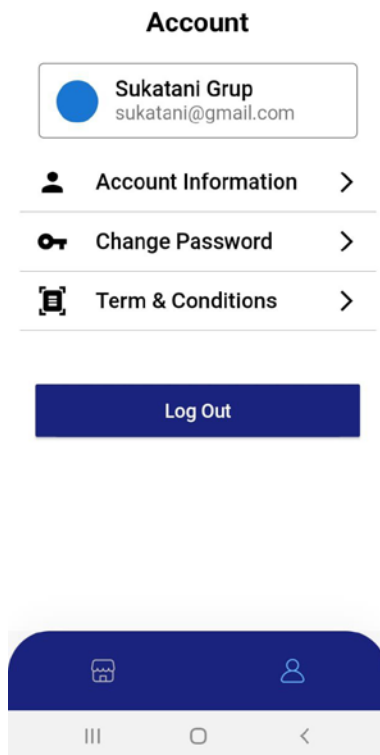 Account
Sukatani Grup
sukatani@gmail.com
Account Information
Change Password
Term & Conditions
Log Out